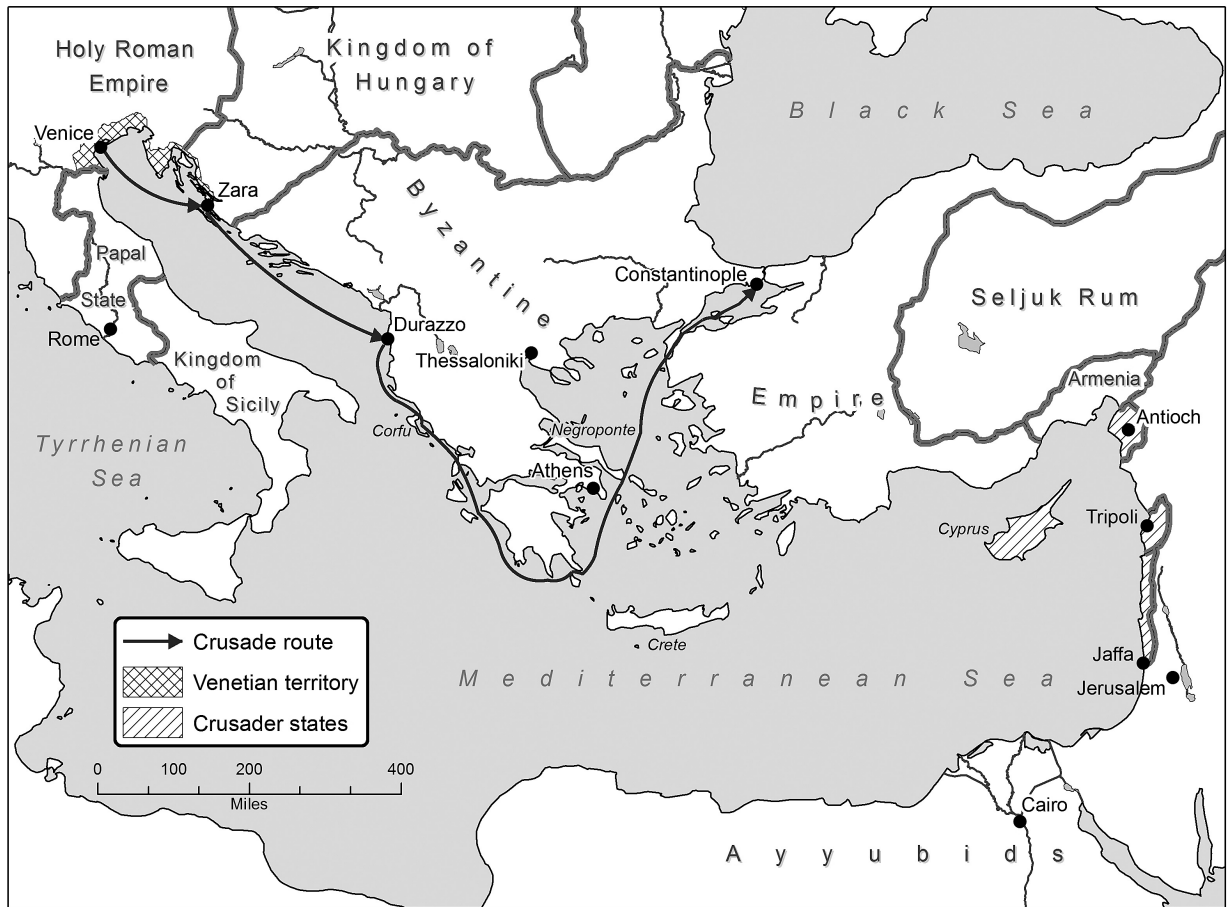 Holy Roman
Empire
Kingdom of
Hungary
Black Sea
Venice
Zara
Byzantine
Papal
State
Rome
Constantinople
Seljuk Rum
Durazzo
Thessaloniki
Kingdom
of
Sicily
Armenia
Empire
Antioch
Corfu
Negroponte
Tyrrhenian
Sea
Athens
Tripoli
Cyprus
Crete
Crusade route
Venetian territory
Crusader states
Mediterranean Sea
Jaffa
Jerusalem
0 100 200 400
Miles
Cairo
Ayyubids